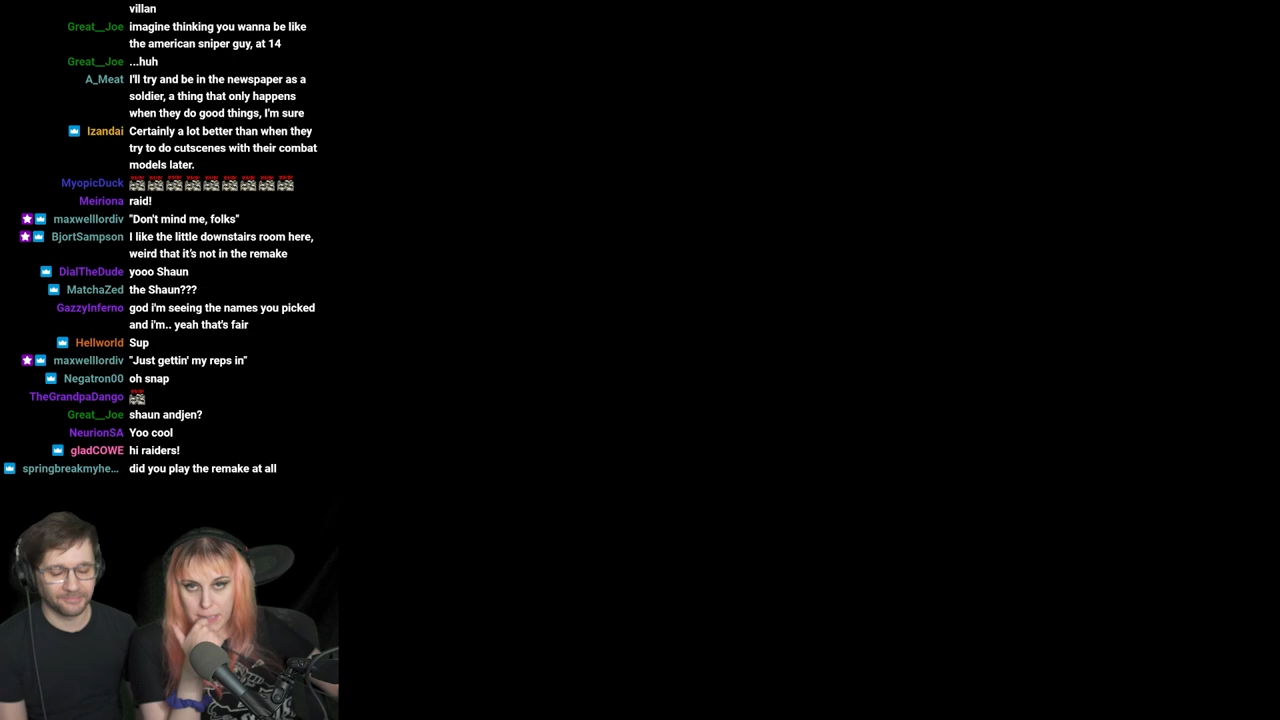 villan
Great__Joe imagine thinking you wanna be like
the american sniper guy, at 14
Great__Joe ...huh
A_Meat I'll try and be in the newspaper as a
soldier, a thing that only happens
when they do good things, I'm sure
Izandai Certainly a lot better than when they
try to do cutscenes with their combat
models later.
MyopicDuck
Meiriona raid!
maxwelllordiv "Don't mind me, folks"
BjortSampson I like the little downstairs room here,
weird that it's not in the remake
DialTheDude yooo Shaun
MatchaZed the Shaun???
GazzyInferno god i'm seeing the names you picked
and i'm.. yeah that's fair
Hellworld Sup
maxwelllordiv "Just gettin' my reps in"
Negatron00 oh snap
TheGrandpaDango
Great__Joe shaun andjen?
NeurionSA Yoo cool
gladCOWE hi raiders!
springbreakmyhe... did you play the remake at all